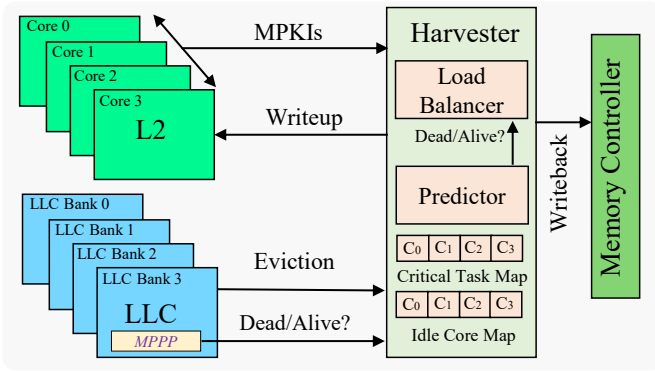 Core 0
Core 1
Core 2
Core 3
L2
MPKIs
Writeup
Harvester
Load
Balancer
Dead/Alive?
Predictor
C0 C1 C2 C3
Critical Task Map
C0 C1 C2 C3
Idle Core Map
Writeback
Memory Controller
LLC Bank 0
LLC Bank 1
LLC Bank 2
LLC Bank 3
LLC
MPPP
Eviction
Dead/Alive?